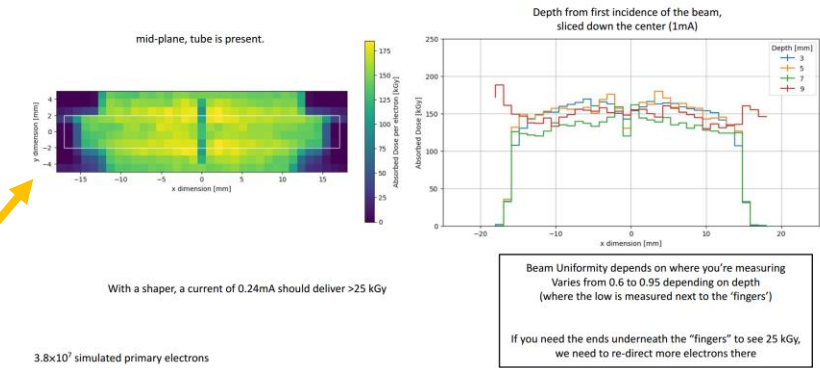 mid-plane, tube is present.
4
2
0
−2
−4
y dimension [mm]
−15
−10
−5
0
5
10
15
x dimension [mm]
175
150
125
100
75
50
25
0
Absorbed Dose per electron [kGy]
With a shaper, a current of 0.24mA should deliver >25 kGy
3.8×10⁷ simulated primary electrons
Depth from first incidence of the beam,
sliced down the center (1mA)
250
200
150
100
50
0
Absorbed Dose [kGy]
−20
−10
0
10
20
x dimension [mm]
Depth [mm]
3
5
7
9
Beam Uniformity depends on where you're measuring
Varies from 0.6 to 0.95 depending on depth
(where the low is measured next to the 'fingers')
If you need the ends underneath the "fingers" to see 25 kGy,
we need to re-direct more electrons there